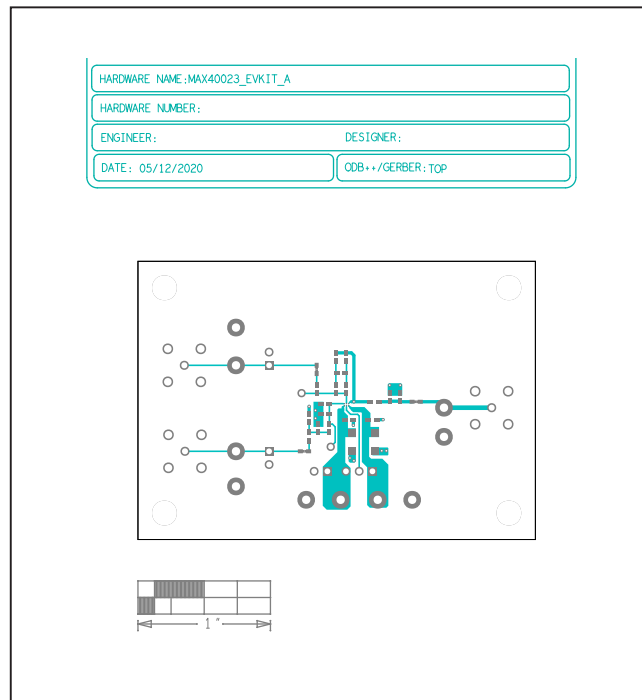 HARDWARE NAME:MAX40023_EVKIT_A
HARDWARE NUMBER:
ENGINEER: DESIGNER:
DATE: 05/12/2020 ODB++/GERBER: TOP
1 "